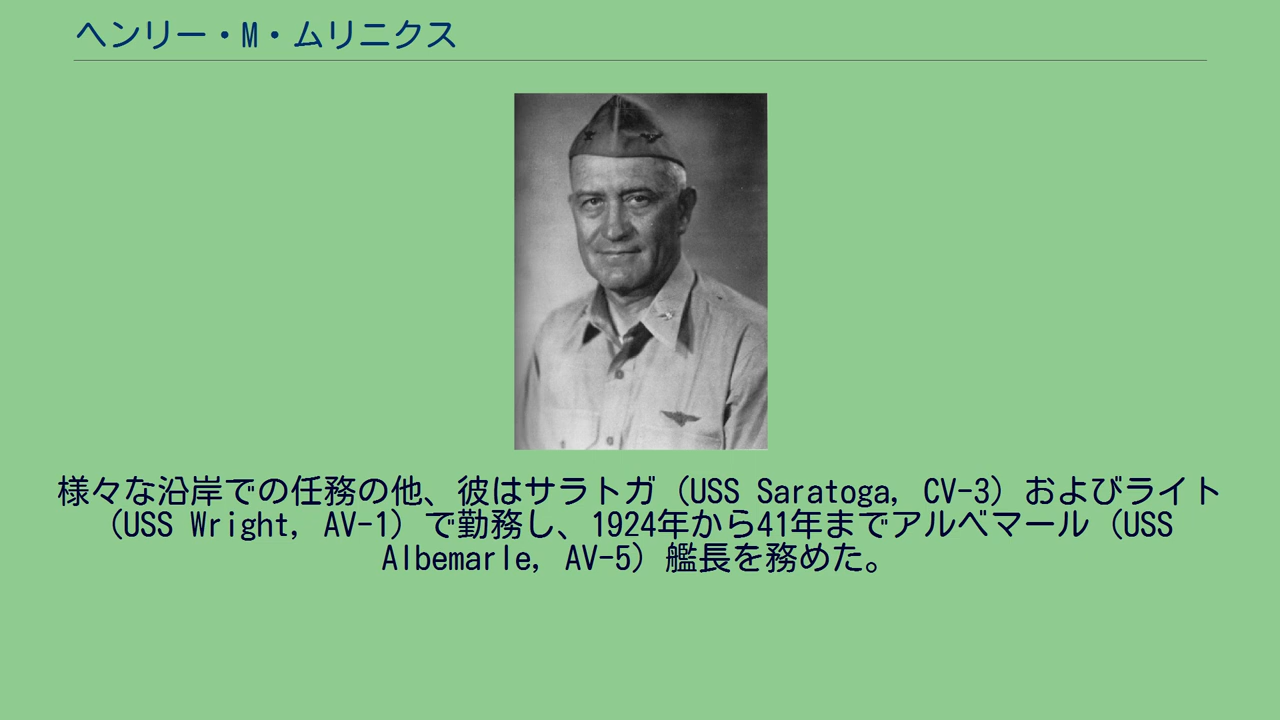 ヘンリー・M・ムリニクス
様々な沿岸での任務の他、彼はサラトガ（USS Saratoga, CV-3）およびライト
（USS Wright, AV-1）で勤務し、1924年から41年までアルベマール（USS
Albemarle, AV-5）艦長を務めた。